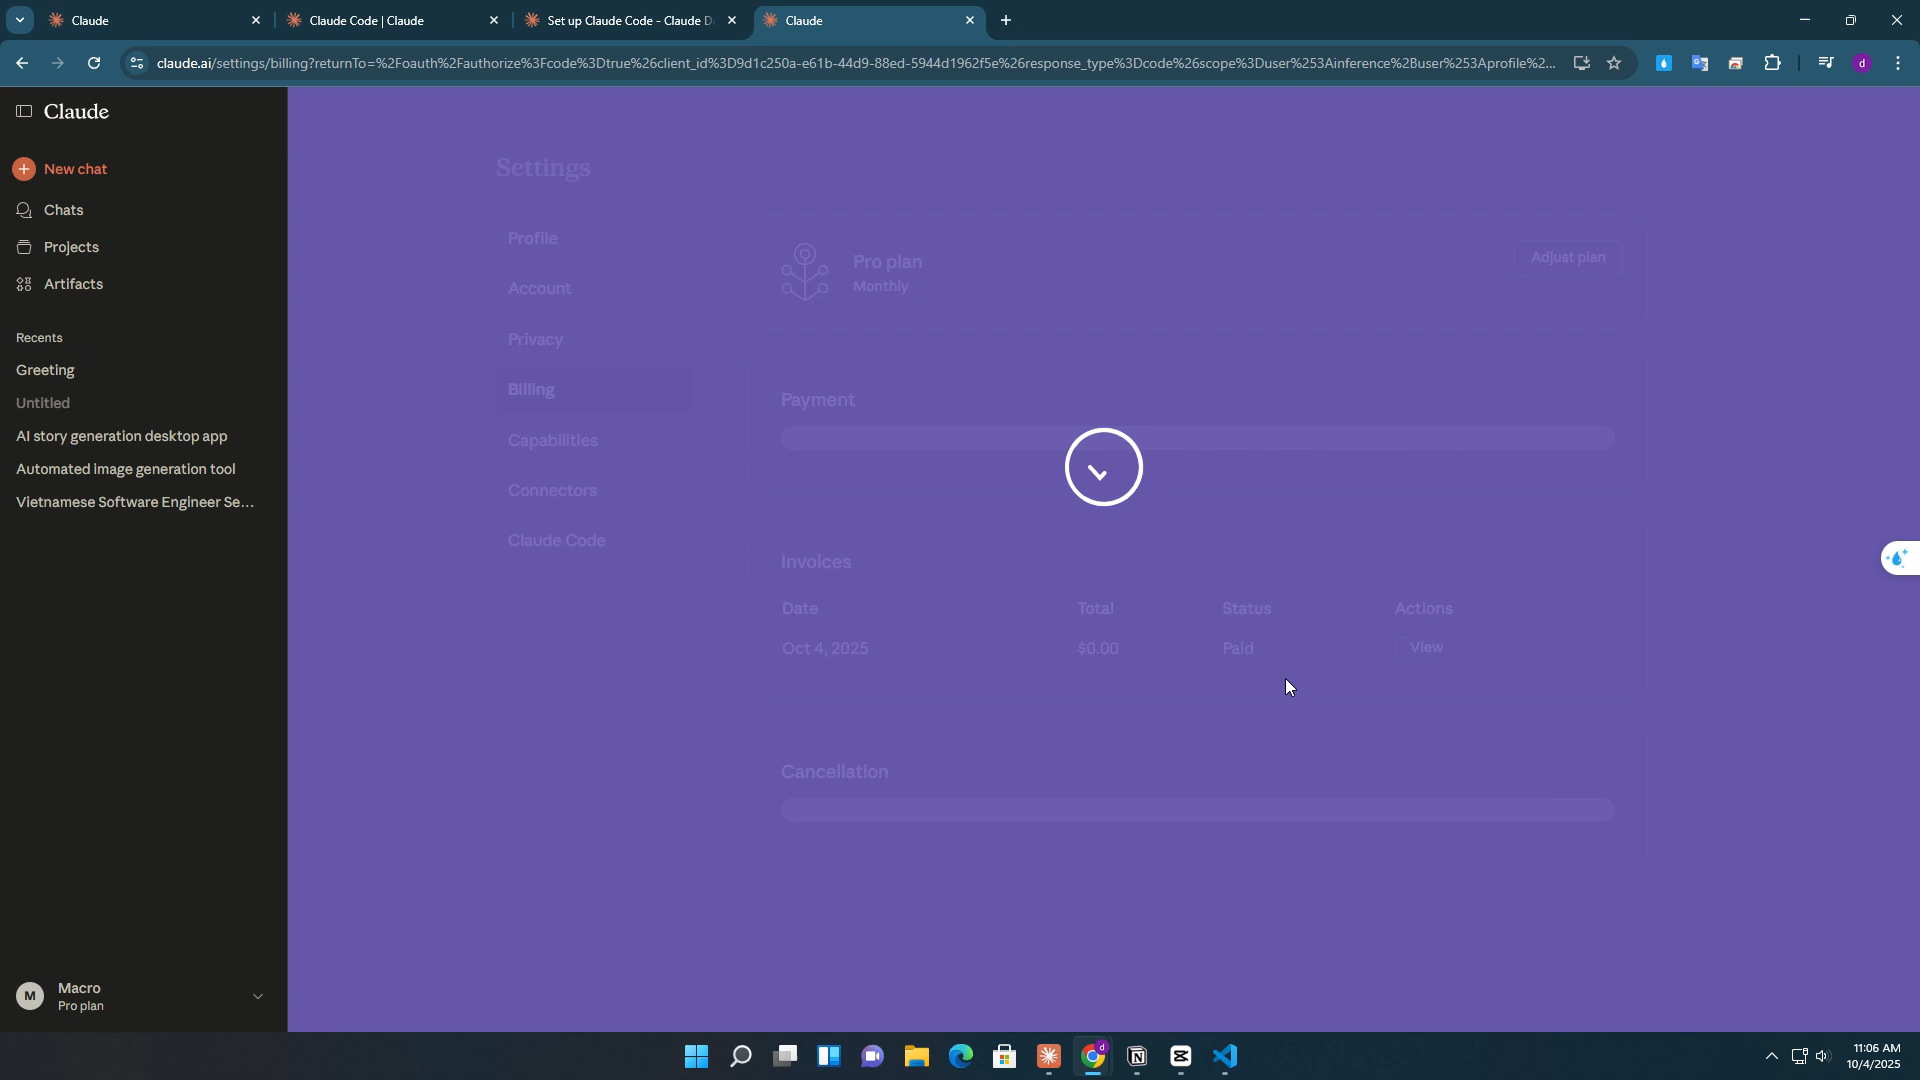 Claude
Claude Code | Claude
Set up Claude Code - Claude D
Claude
claude.ai/settings/billing?returnTo=%2Foauth%2Fauthorize%3Fcode%3Dtrue%26client_id%3D9d1c250a-e61b-44d9-88ed-5944d1962f5e%26response_type%3Dcode%26scope%3Duser%253Ainference%2Buser%253Aprofile%2...
d
Claude
New chat
Chats
Projects
Artifacts
Recents
Greeting
Untitled
AI story generation desktop app
Automated image generation tool
Vietnamese Software Engineer Se...
M
Macro
Pro plan
Settings
Profile
Account
Privacy
Billing
Capabilities
Connectors
Claude Code
Pro plan
Monthly
Adjust plan
Payment
Invoices
Date Total Status Actions
Oct 4, 2025 $0.00 Paid View
Cancellation
d
11:06 AM
10/4/2025